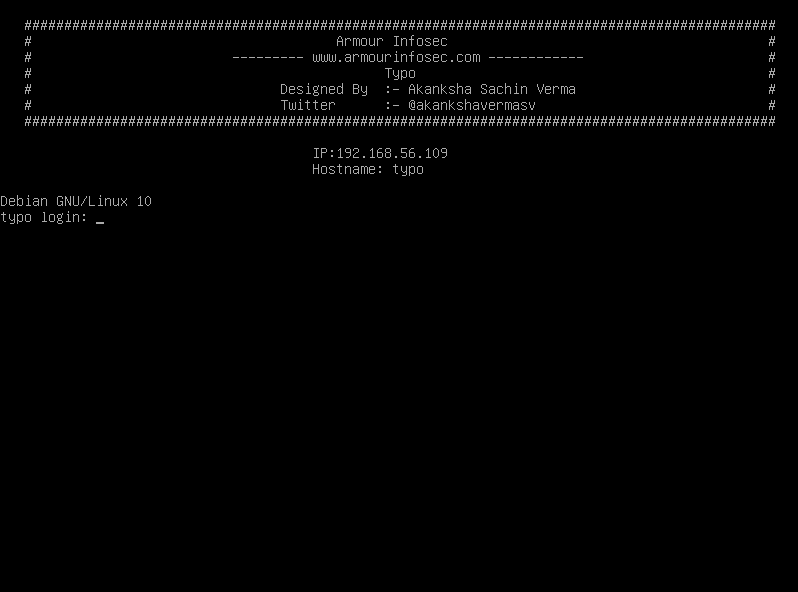 ###############################################################################################
# Armour Infosec #
# --------- www.armourinfosec.com ------------ #
# Typo #
# Designed By :- Akanksha Sachin Verma #
# Twitter :- @akankshavermasv #
###############################################################################################
IP:192.168.56.109
Hostname: typo
Debian GNU/Linux 10
typo login: _